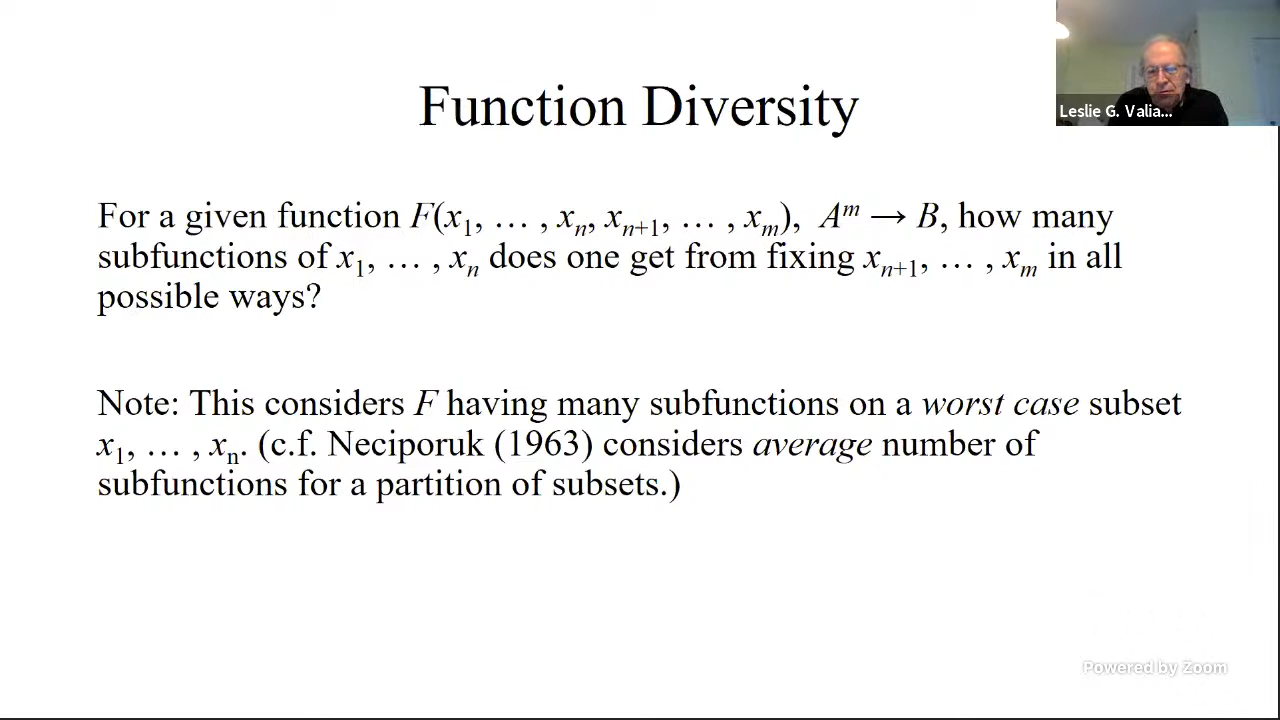 Function Diversity
Leslie G. Valia...
For a given function F(x₁, … , xₙ, xₙ₊₁, … , xₘ), Aᵐ → B, how many
subfunctions of x₁, … , xₙ does one get from fixing xₙ₊₁, … , xₘ in all
possible ways?
Note: This considers F having many subfunctions on a worst case subset
x₁, … , xₙ. (c.f. Neciporuk (1963) considers average number of
subfunctions for a partition of subsets.)
Powered by Zoom